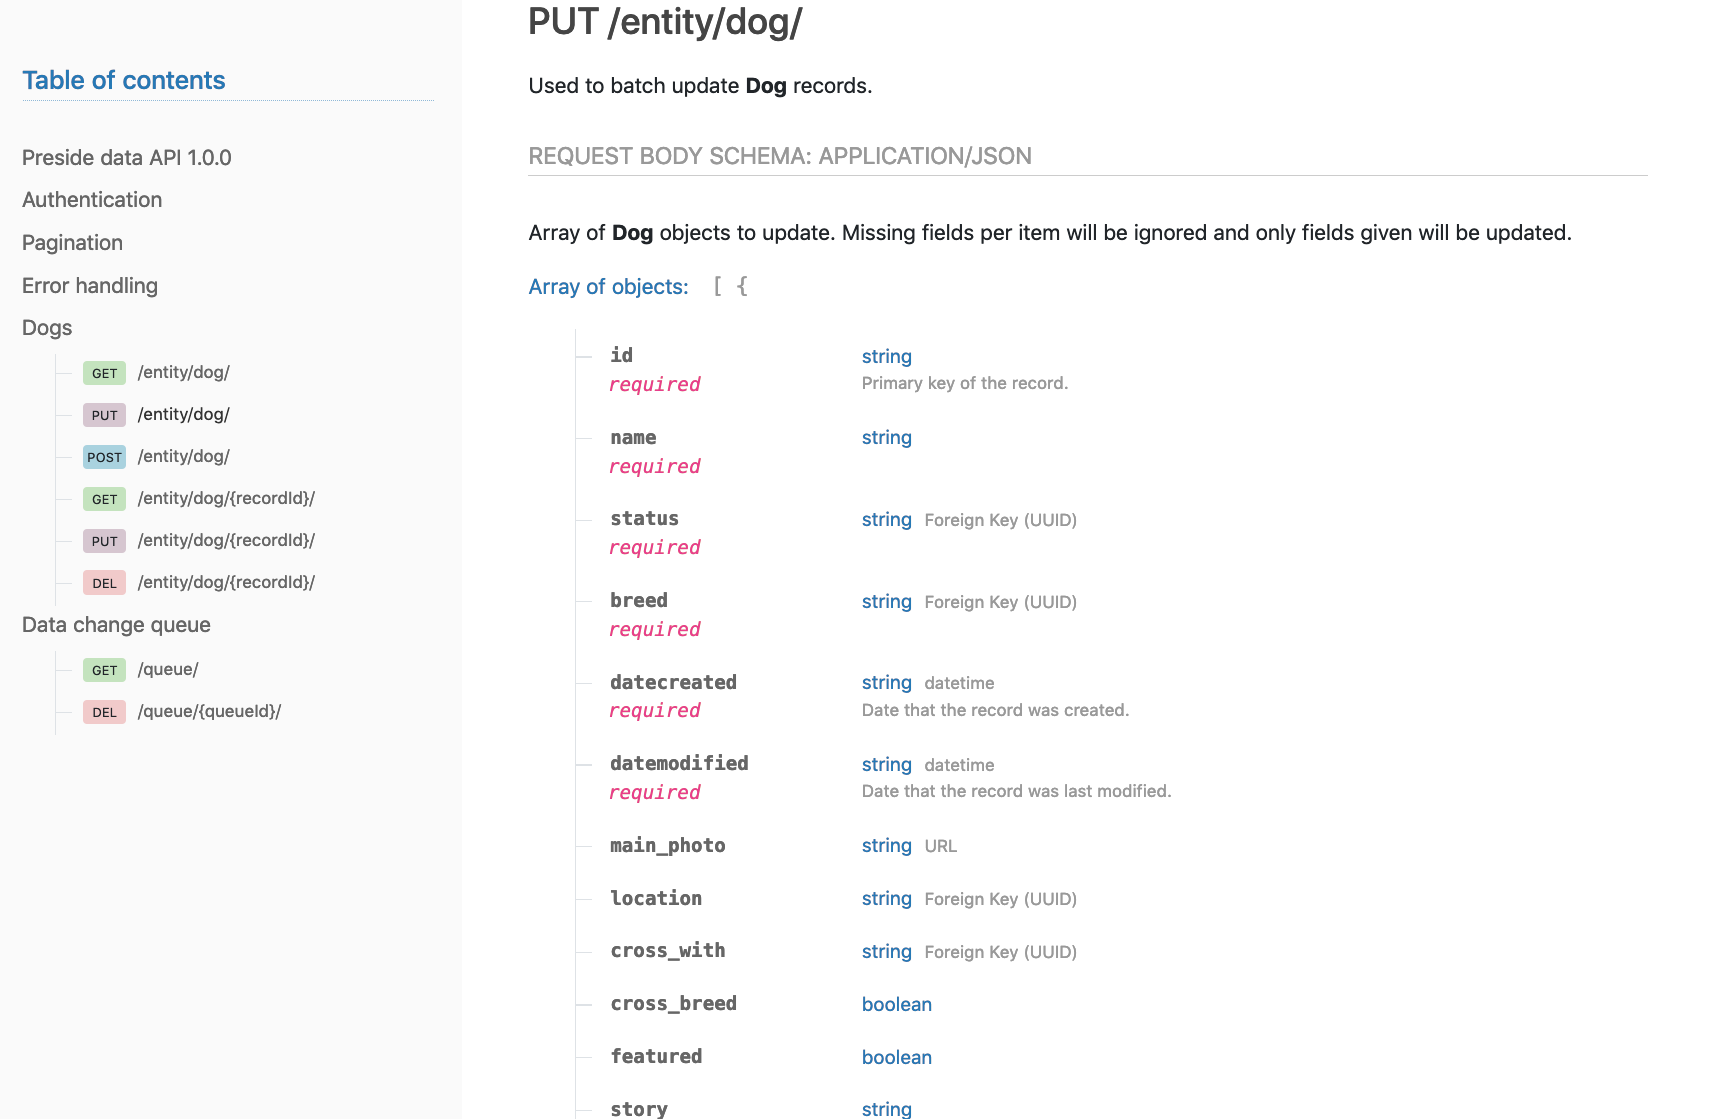 Table of contents
Preside data API 1.0.0
Authentication
Pagination
Error handling
Dogs
GET /entity/dog/
PUT /entity/dog/
POST /entity/dog/
GET /entity/dog/{recordId}/
PUT /entity/dog/{recordId}/
DEL /entity/dog/{recordId}/
Data change queue
GET /queue/
DEL /queue/{queueId}/
PUT /entity/dog/
Used to batch update Dog records.
REQUEST BODY SCHEMA: APPLICATION/JSON
Array of Dog objects to update. Missing fields per item will be ignored and only fields given will be updated.
Array of objects: [ {
id string
required Primary key of the record.
name string
required
status string Foreign Key (UUID)
required
breed string Foreign Key (UUID)
required
datecreated string datetime
required Date that the record was created.
datemodified string datetime
required Date that the record was last modified.
main_photo string URL
location string Foreign Key (UUID)
cross_with string Foreign Key (UUID)
cross_breed boolean
featured boolean
story string